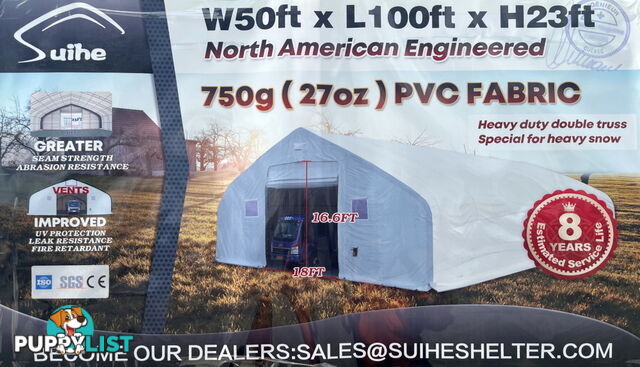 Suihe
W50ft x L100ft x H23ft
North American Engineered
750g ( 27oz ) PVC FABRIC
Heavy duty double truss
Special for heavy snow
GREATER
SEAM STRENGTH
ABRASION RESISTANCE
VENTS
IMPROVED
UV PROTECTION
LEAK RESISTANCE
FIRE RETARDANT
ISO SGS CE
16.6FT
18FT
8
YEARS
Estimated Service Life
PUPPYLIST
BECOME OUR DEALERS:SALES@SUIHESHELTER.COM